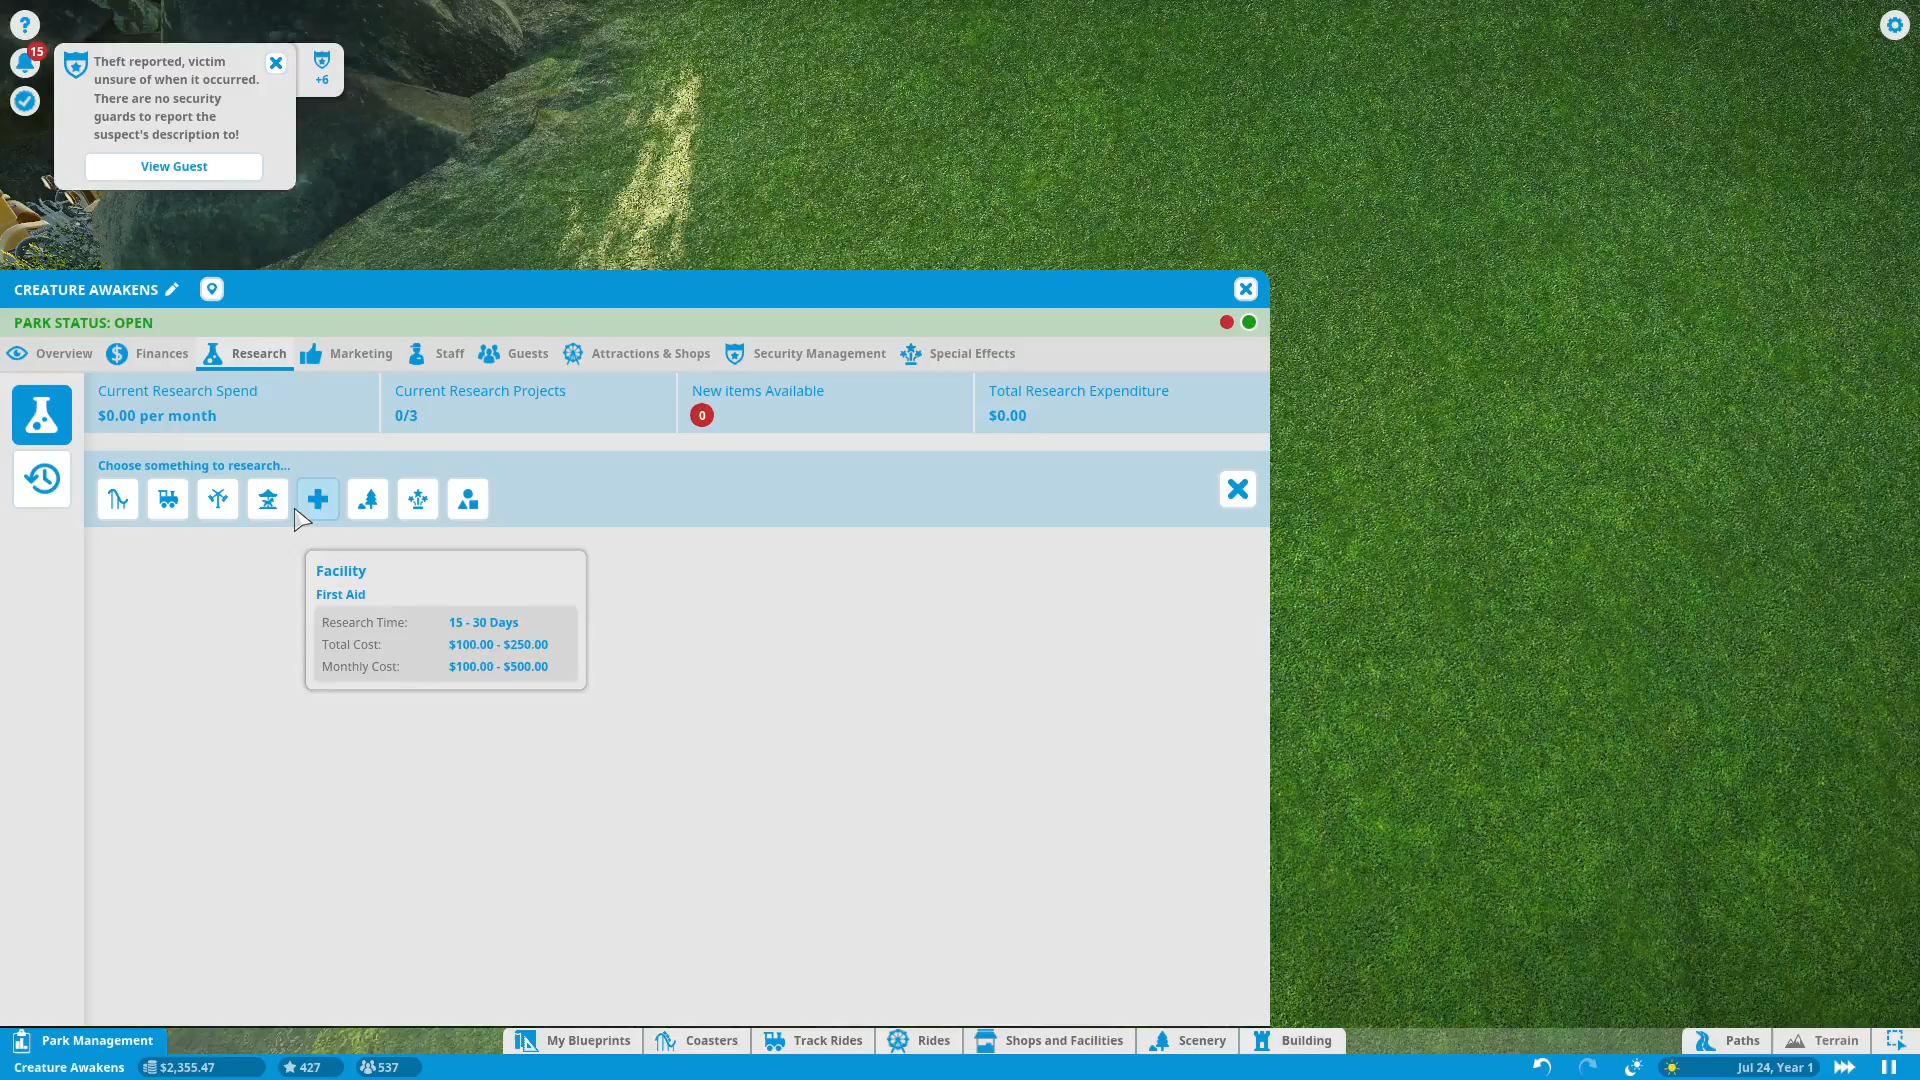 ?
15
Theft reported, victim
unsure of when it occurred.
There are no security
guards to report the
suspect's description to!
View Guest
+6
CREATURE AWAKENS
PARK STATUS: OPEN
Overview
Finances
Research
Marketing
Staff
Guests
Attractions & Shops
Security Management
Special Effects
Current Research Spend
$0.00 per month
Current Research Projects
0/3
New items Available
0
Total Research Expenditure
$0.00
Choose something to research...
Facility
First Aid
Research Time: 15 - 30 Days
Total Cost: $100.00 - $250.00
Monthly Cost: $100.00 - $500.00
Park Management
My Blueprints
Coasters
Track Rides
Rides
Shops and Facilities
Scenery
Building
Paths
Terrain
Creature Awakens
$2,355.47
427
537
Jul 24, Year 1